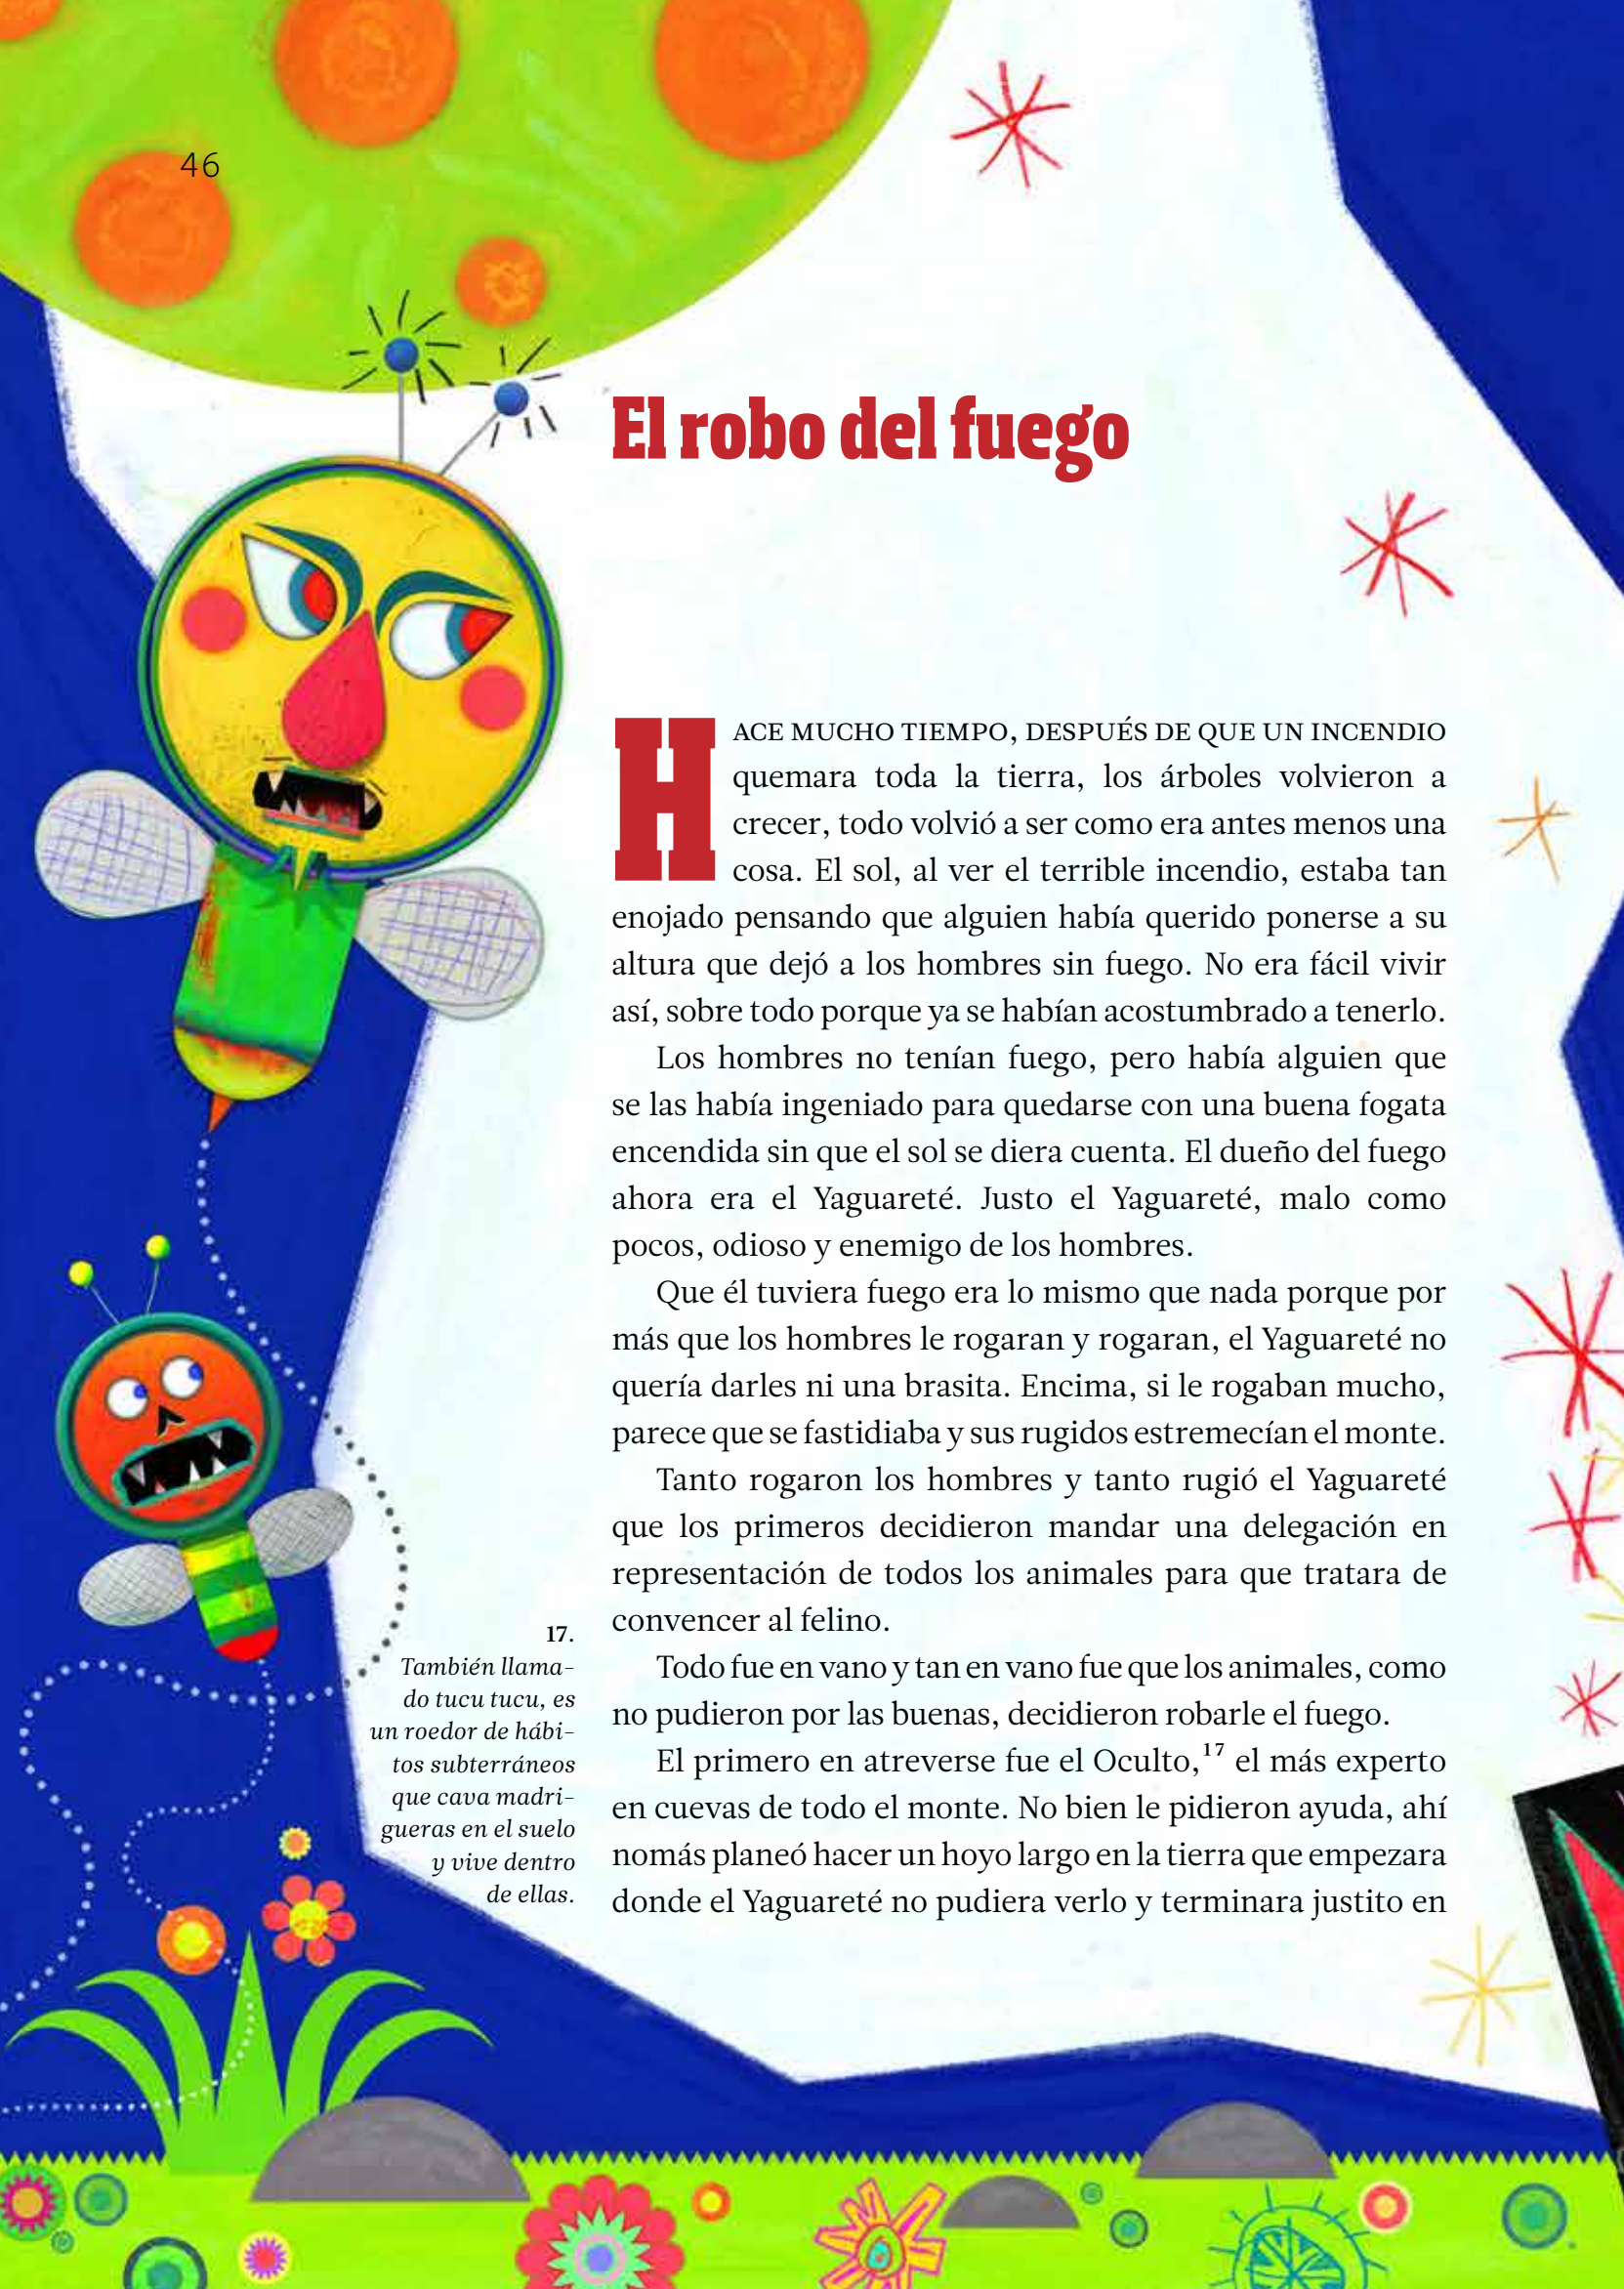 46
El robo del fuego
HACE MUCHO TIEMPO, DESPUÉS DE QUE UN INCENDIO
quemara toda la tierra, los árboles volvieron a
crecer, todo volvió a ser como era antes menos una
cosa. El sol, al ver el terrible incendio, estaba tan
enojado pensando que alguien había querido ponerse a su
altura que dejó a los hombres sin fuego. No era fácil vivir
así, sobre todo porque ya se habían acostumbrado a tenerlo.
Los hombres no tenían fuego, pero había alguien que
se las había ingeniado para quedarse con una buena fogata
encendida sin que el sol se diera cuenta. El dueño del fuego
ahora era el Yaguareté. Justo el Yaguareté, malo como
pocos, odioso y enemigo de los hombres.
Que él tuviera fuego era lo mismo que nada porque por
más que los hombres le rogaran y rogaran, el Yaguareté no
quería darles ni una brasita. Encima, si le rogaban mucho,
parece que se fastidiaba y sus rugidos estremecían el monte.
Tanto rogaron los hombres y tanto rugió el Yaguareté
que los primeros decidieron mandar una delegación en
representación de todos los animales para que tratara de
convencer al felino.
Todo fue en vano y tan en vano fue que los animales, como
no pudieron por las buenas, decidieron robarle el fuego.
El primero en atreverse fue el Oculto,17 el más experto
en cuevas de todo el monte. No bien le pidieron ayuda, ahí
nomás planeó hacer un hoyo largo en la tierra que empezara
donde el Yaguareté no pudiera verlo y terminara justito en
17.
También llama-
do tucu tucu, es
un roedor de hábi-
tos subterráneos
que cava madri-
gueras en el suelo
y vive dentro
de ellas.